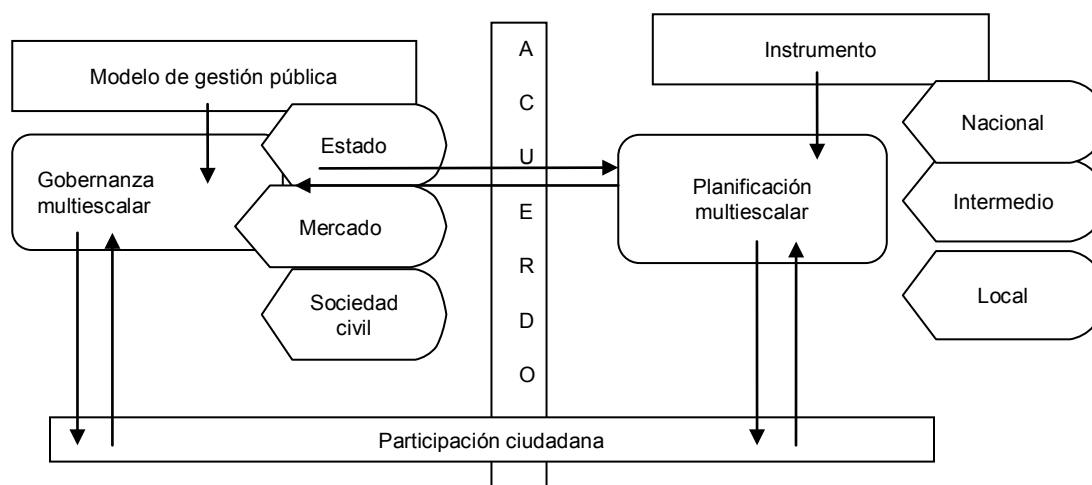 Modelo de gestión pública
Gobernanza
multiescalar
Estado
Mercado
Sociedad
civil
A
C
U
E
R
D
O
Instrumento
Planificación
multiescalar
Nacional
Intermedio
Local
Participación ciudadana